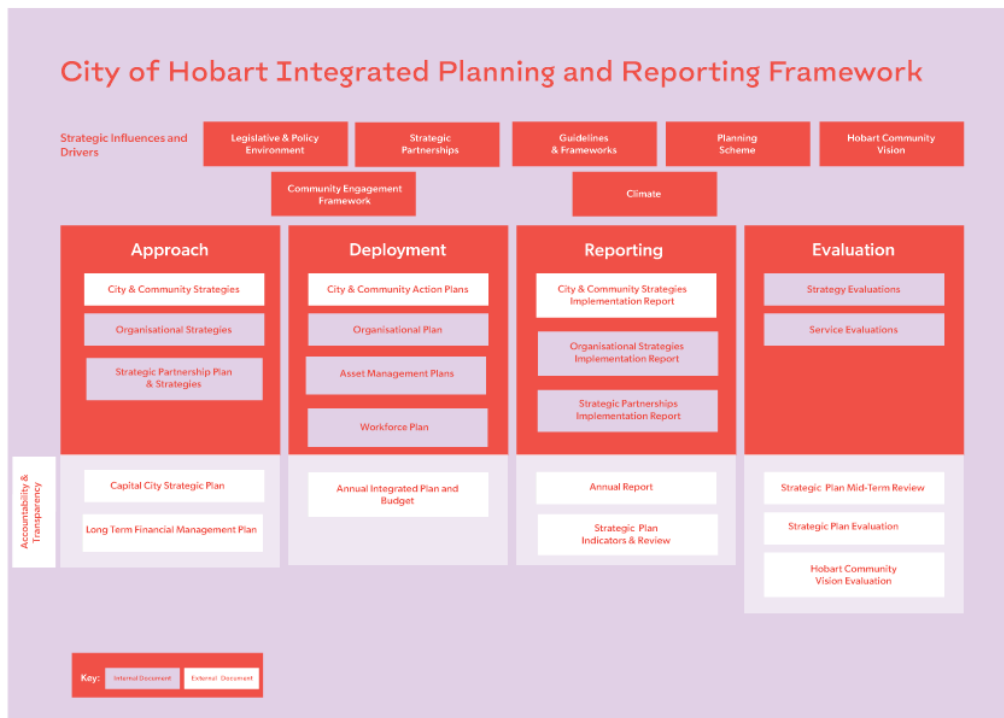 City of Hobart Integrated Planning and Reporting Framework
Strategic Influences and
Drivers
Legislative & Policy
Environment
Strategic
Partnerships
Guidelines
& Frameworks
Planning
Scheme
Hobart Community
Vision
Community Engagement
Framework
Climate
Approach
City & Community Strategies
Organisational Strategies
Strategic Partnership Plan
& Strategies
Deployment
City & Community Action Plans
Organisational Plan
Asset Management Plans
Workforce Plan
Reporting
City & Community Strategies
Implementation Report
Organisational Strategies
Implementation Report
Strategic Partnerships
Implementation Report
Evaluation
Strategy Evaluations
Service Evaluations
Accountability &
Transparency
Capital City Strategic Plan
Long Term Financial Management Plan
Annual Integrated Plan and
Budget
Annual Report
Strategic Plan
Indicators & Review
Strategic Plan Mid-Term Review
Strategic Plan Evaluation
Hobart Community
Vision Evaluation
Key:
Internal Document
External Document